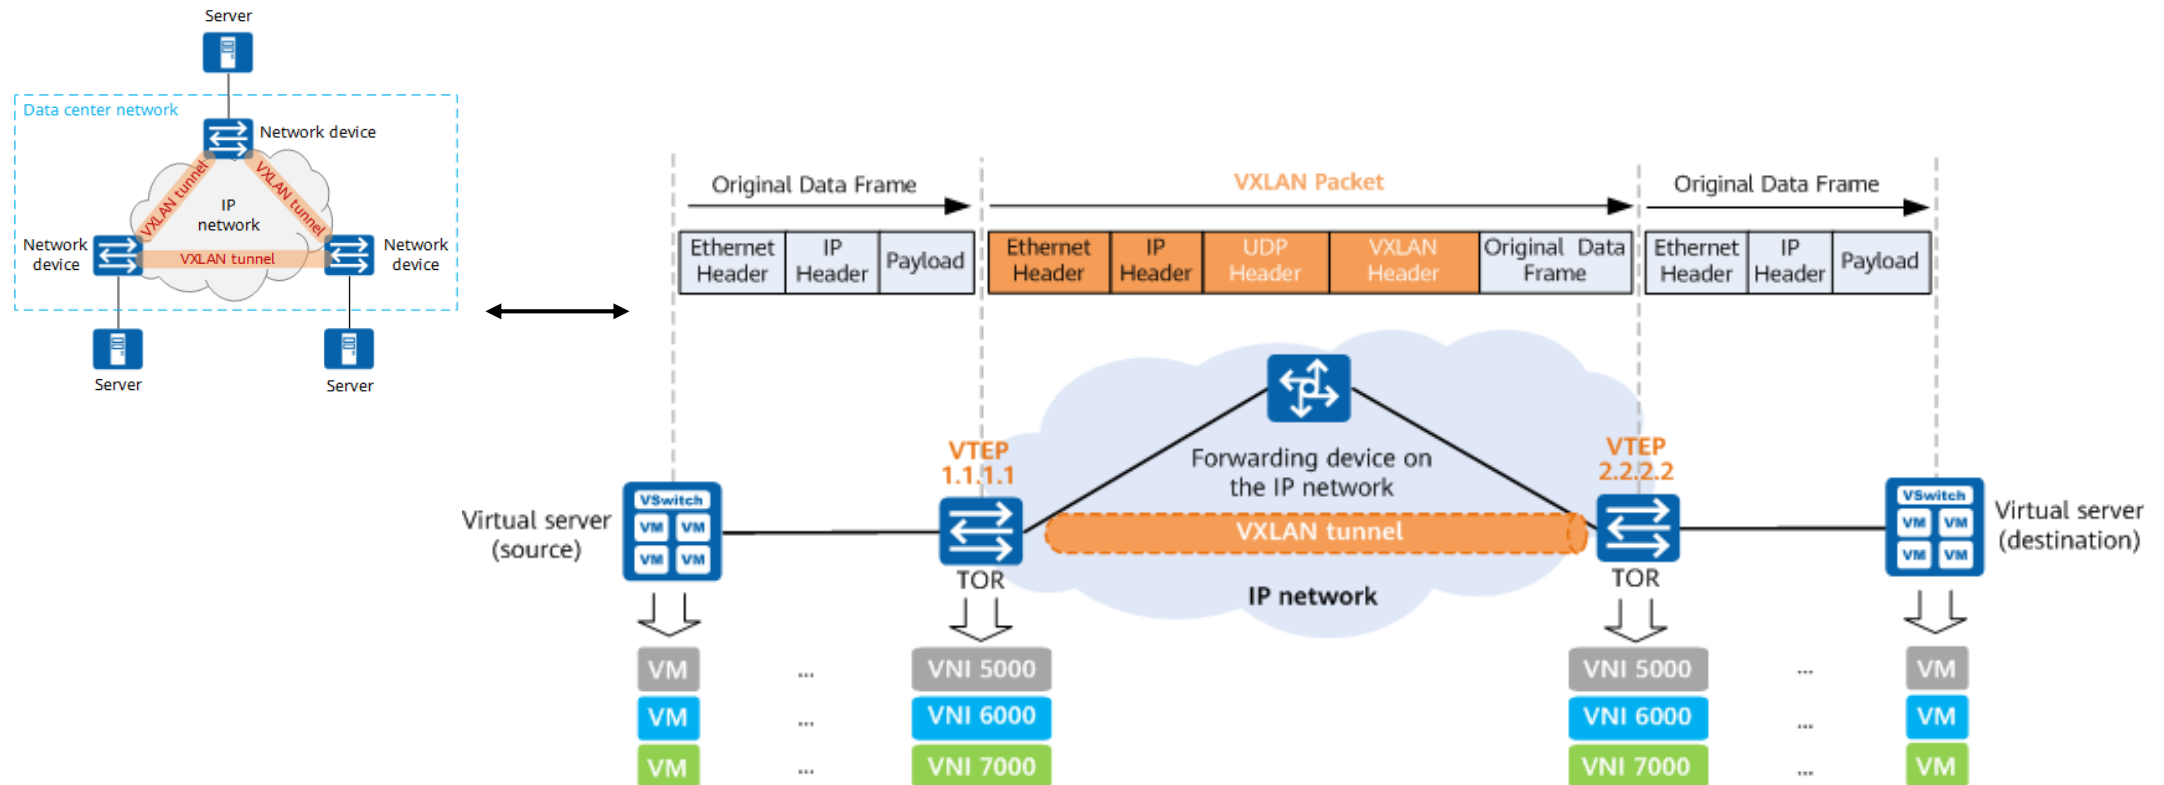 Server
Data center network
Network device
VXLAN tunnel
VXLAN tunnel
IP
network
Network
device
Network
device
VXLAN tunnel
Server
Server
Original Data Frame
VXLAN Packet
Original Data Frame
Ethernet
Header
IP
Header
Payload
Ethernet
Header
IP
Header
UDP
Header
VXLAN
Header
Original Data
Frame
Ethernet
Header
IP
Header
Payload
VTEP
1.1.1.1
Forwarding device on
the IP network
VTEP
2.2.2.2
Virtual server
(source)
VSwitch
VM VM
VM VM
VXLAN tunnel
TOR
IP network
TOR
VSwitch
VM VM
VM VM
Virtual server
(destination)
VM ... VNI 5000
VNI 5000 ... VM
VM ... VNI 6000
VNI 6000 ... VM
VM ... VNI 7000
VNI 7000 ... VM